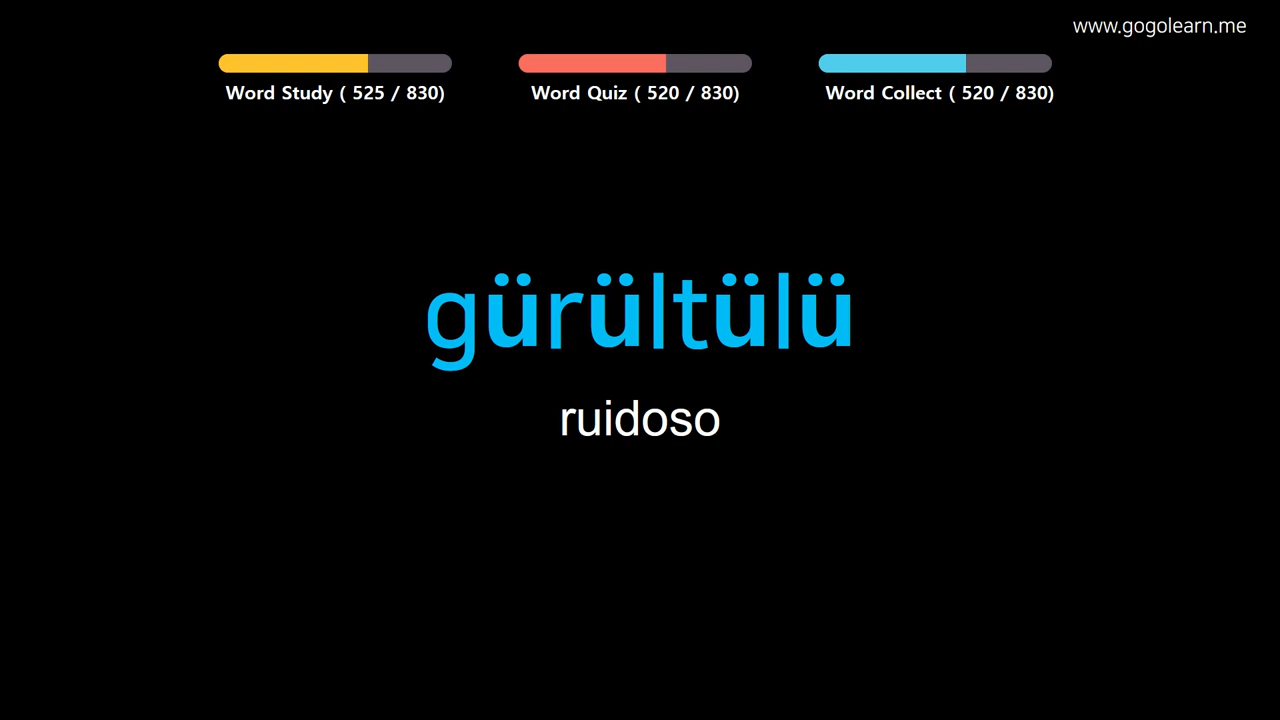 www.gogolearn.me
Word Study ( 525 / 830)
Word Quiz ( 520 / 830)
Word Collect ( 520 / 830)
gürültülü
ruidoso